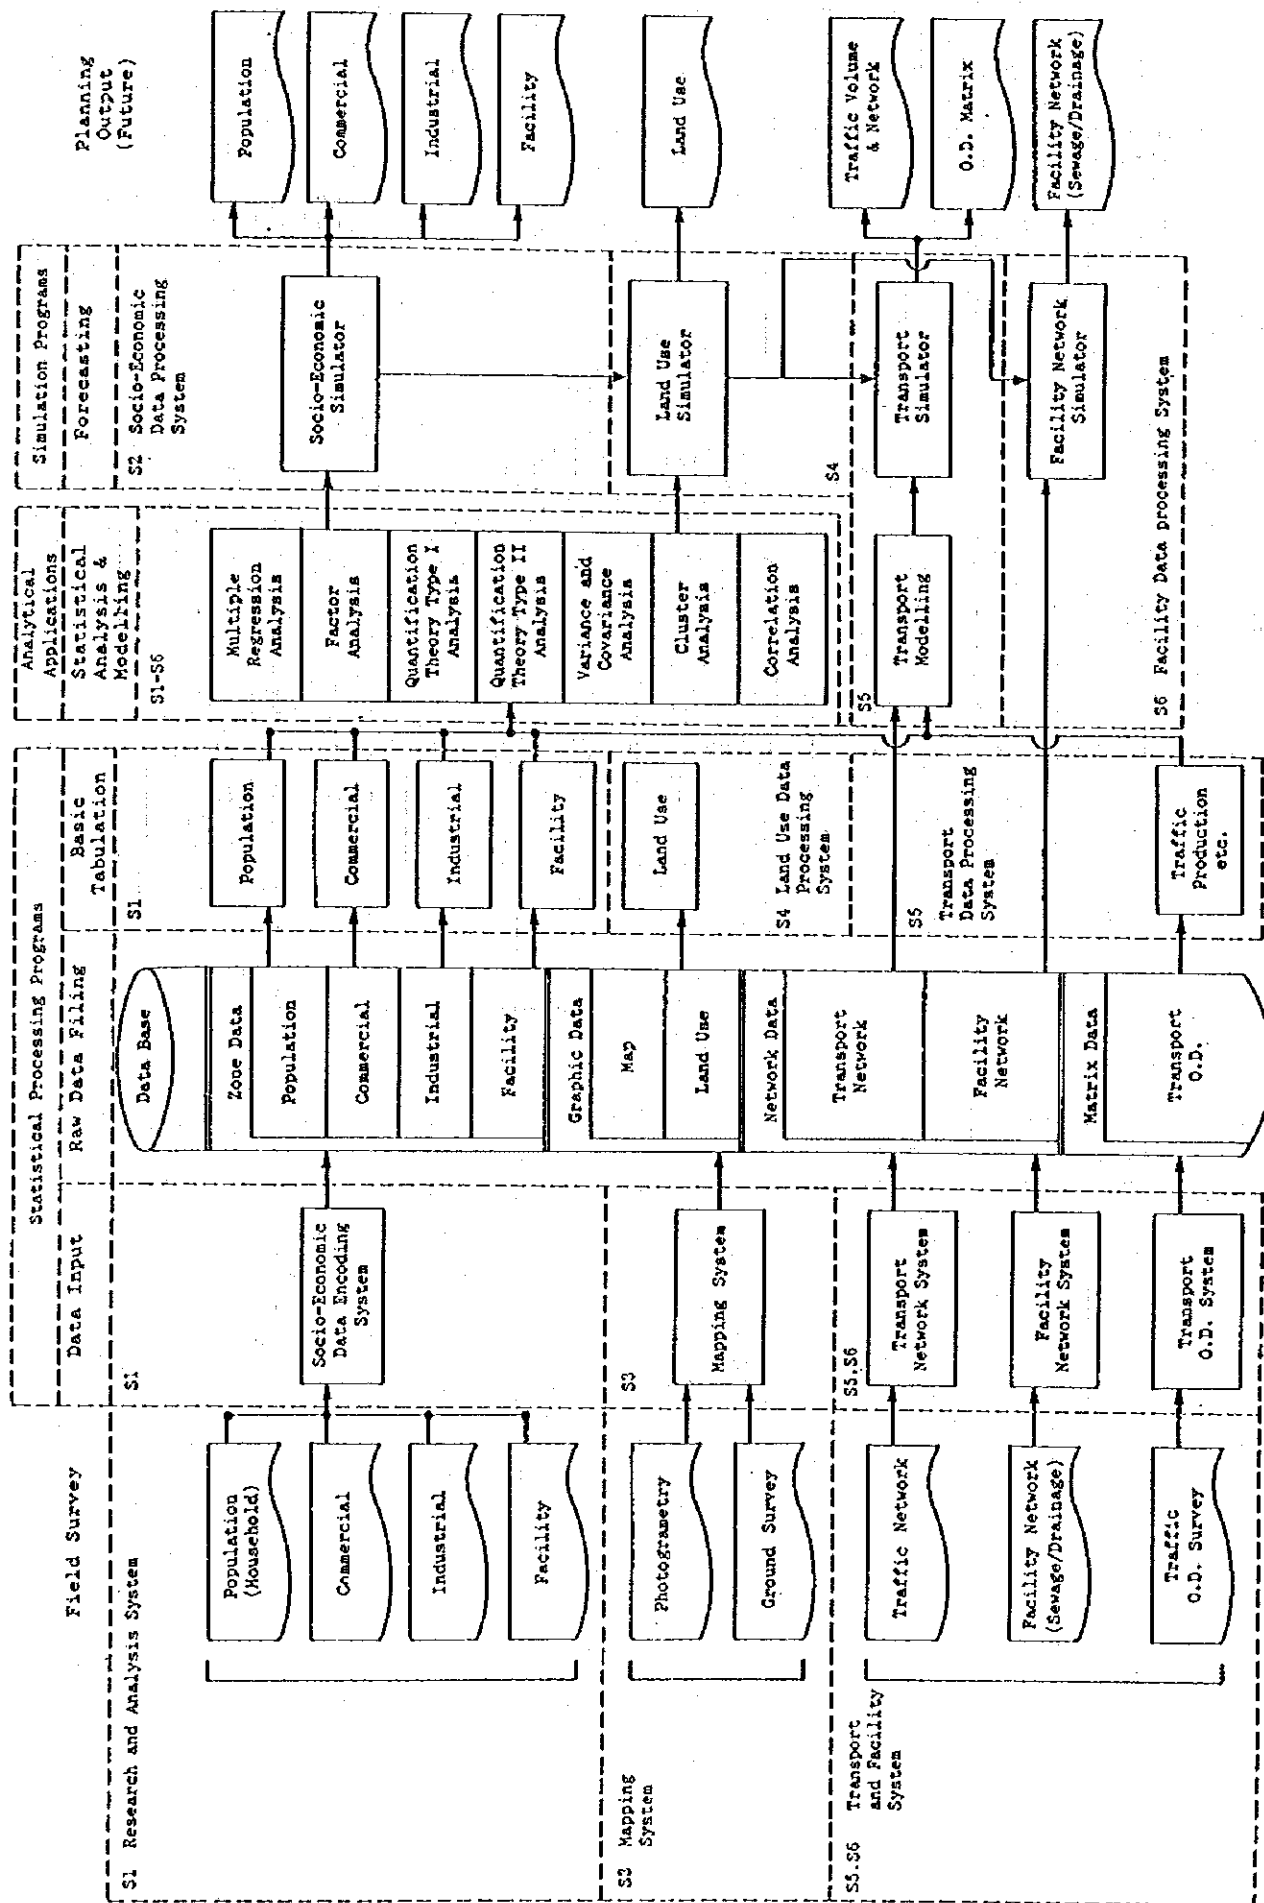 Statistical Processing Programs
Analytical
Applications
Simulation Programs
Field Survey
Data Input
Raw Data Filing
Basic
Tabulation
Statistical
Analysis &
Modelling
Forecasting
Planning
Output
(Future)
S1 Research and Analysis System
Population
(Household)
Commercial
Industrial
Facility
S1
Socio-Economic
Data Encoding
System
Data Base
Zone Data
Population
Commercial
Industrial
Facility
Graphic Data
Map
Land Use
Network Data
Transport
Network
Facility
Network
Matrix Data
Transport
O.D.
S1
Population
Commercial
Industrial
Facility
S1-S6
Multiple
Regression
Analysis
Factor
Analysis
Quantification
Theory Type I
Analysis
Quantification
Theory Type II
Analysis
Variance and
Covariance
Analysis
Cluster
Analysis
Correlation
Analysis
S2 Socio-Economic
Data Processing
System
Socio-Economic
Simulator
Population
Commercial
Industrial
Facility
S3 Mapping
System
Photogrametry
Ground Survey
S3
Mapping System
Land Use
S4 Land Use Data
Processing
System
Land Use
Simulator
S4
Land Use
S5.S6 Transport
and Facility
System
Traffic Network
Facility Network
(Sewage/Drainage)
Traffic
O.D. Survey
S5.S6
Transport
Network System
Facility
Network System
Transport
O.D. System
S5 Transport
Data Processing
System
Traffic
Production
etc.
S5
Transport
Modelling
Transport
Simulator
Traffic Volume
& Network
O.D. Matrix
Facility Network
Simulator
Facility Network
(Sewage/Drainage)
S6 Facility Data processing System